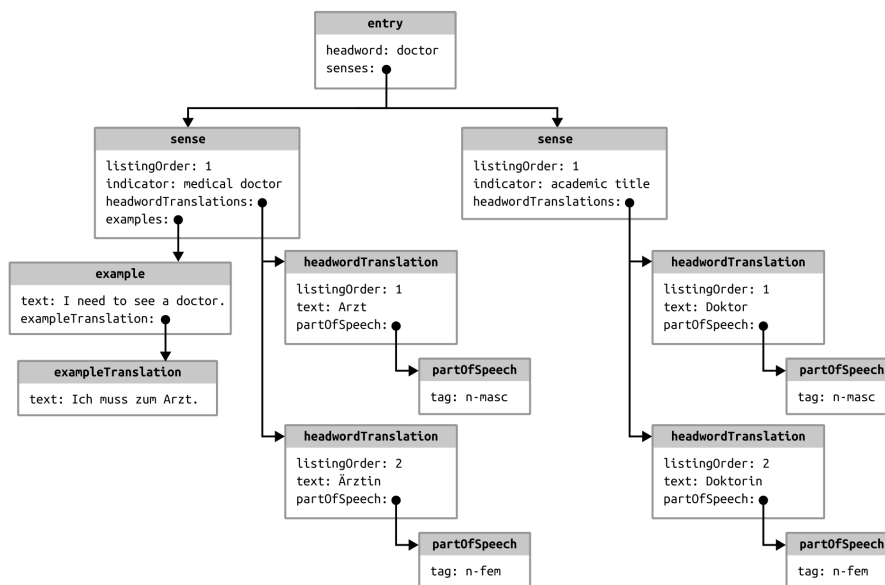 entry
headword: doctor
senses:
sense
listingOrder: 1
indicator: medical doctor
headwordTranslations:
examples:
example
text: I need to see a doctor.
exampleTranslation:
exampleTranslation
text: Ich muss zum Arzt.
headwordTranslation
listingOrder: 1
text: Arzt
partOfSpeech:
partOfSpeech
tag: n-masc
headwordTranslation
listingOrder: 2
text: Ärztin
partOfSpeech:
partOfSpeech
tag: n-fem
sense
listingOrder: 1
indicator: academic title
headwordTranslations:
headwordTranslation
listingOrder: 1
text: Doktor
partOfSpeech:
partOfSpeech
tag: n-masc
headwordTranslation
listingOrder: 2
text: Doktorin
partOfSpeech:
partOfSpeech
tag: n-fem